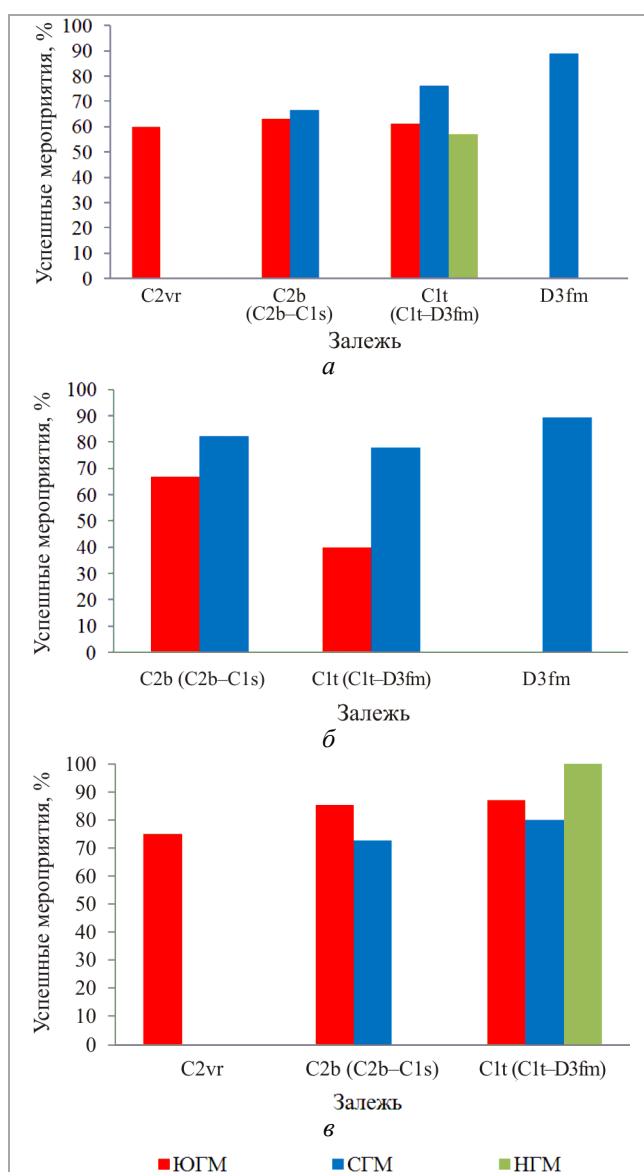 Успешные мероприятия, %
100
90
80
70
60
50
40
30
20
10
0
C2vr
C2b
(C2b–C1s)
C1t
(C1t–D3fm)
D3fm
Залежь
а
Успешные мероприятия, %
100
90
80
70
60
50
40
30
20
10
0
C2b (C2b–C1s)
C1t (C1t–D3fm)
D3fm
Залежь
б
Успешные мероприятия, %
100
90
80
70
60
50
40
30
20
10
0
C2vr
C2b (C2b–C1s)
C1t (C1t–D3fm)
Залежь
в
ЮГМ
СГМ
НГМ